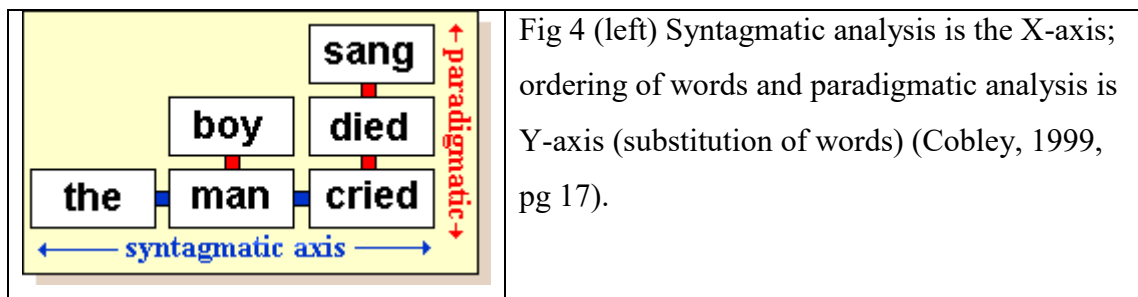 sang
boy died
the man cried
← syntagmatic axis →
← paradigmatic →
Fig 4 (left) Syntagmatic analysis is the X-axis;
ordering of words and paradigmatic analysis is
Y-axis (substitution of words) (Cobley, 1999,
pg 17).